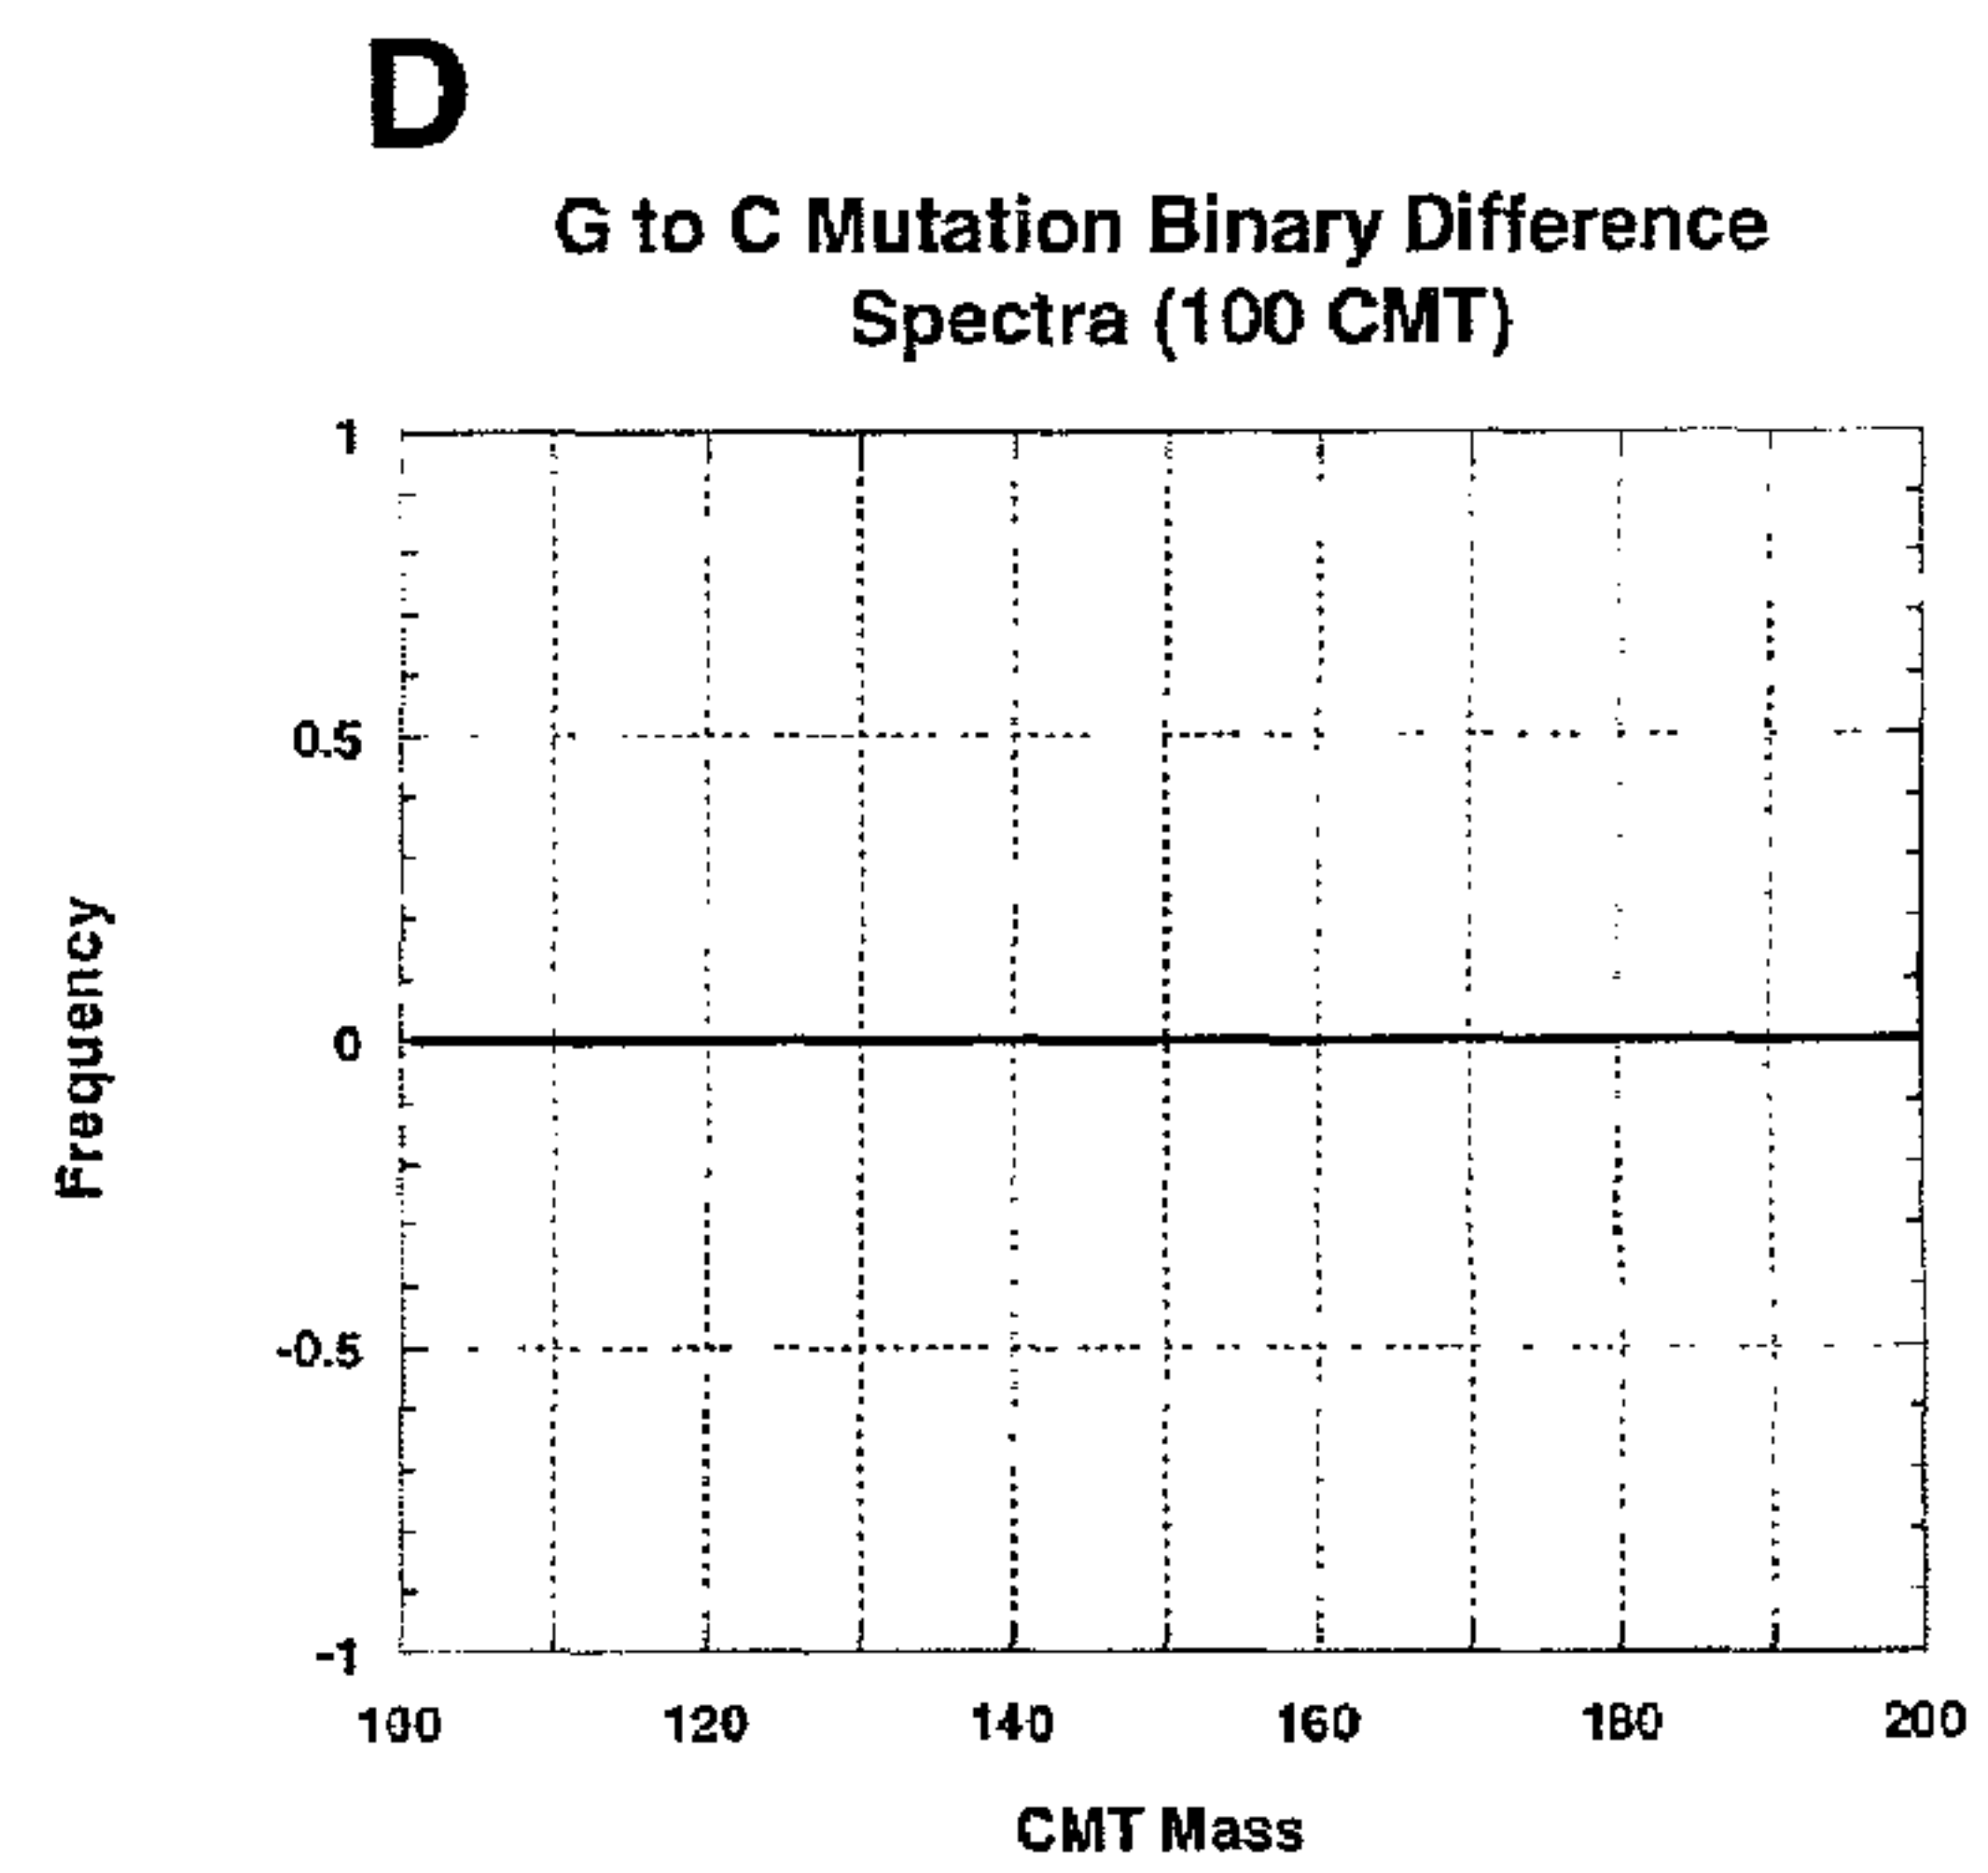 D
G to C Mutation Binary Difference
Spectra (100 CMT)
1
0.5
0
-0.5
-1
Frequency
100 120 140 160 180 200
CMT Mass